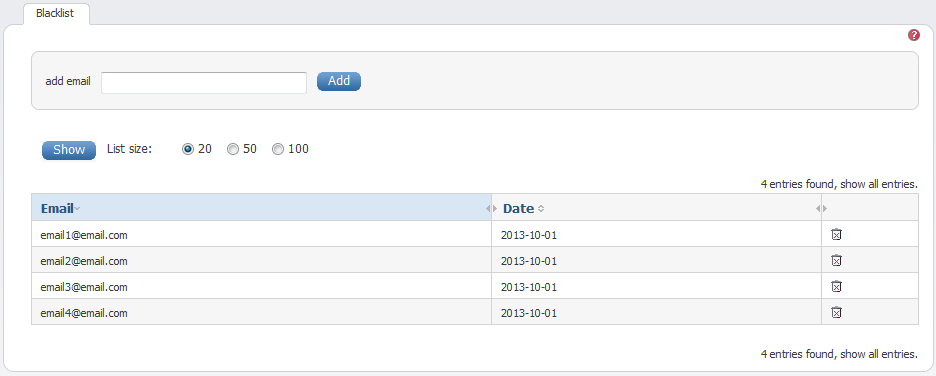 Blacklist
?
add email Add
Show List size: 20 50 100
4 entries found, show all entries.
Email Date
email1@email.com 2013-10-01
email2@email.com 2013-10-01
email3@email.com 2013-10-01
email4@email.com 2013-10-01
4 entries found, show all entries.